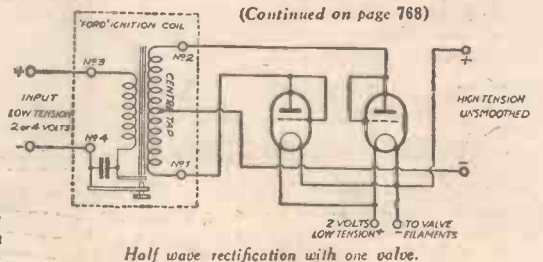 (Continued on page 768)
'FORD' IGNITION COIL
Nº3
Nº2
+
INPUT
LOW TENSION
2 or 4 VOLTS
-
Nº4
CENTRE TAP
Nº1
+
HIGH TENSION
UNSMOOTHED
-
2 VOLTS
LOW TENSION +
- TO VALVE
FILAMENTS
Half wave rectification with one valve.